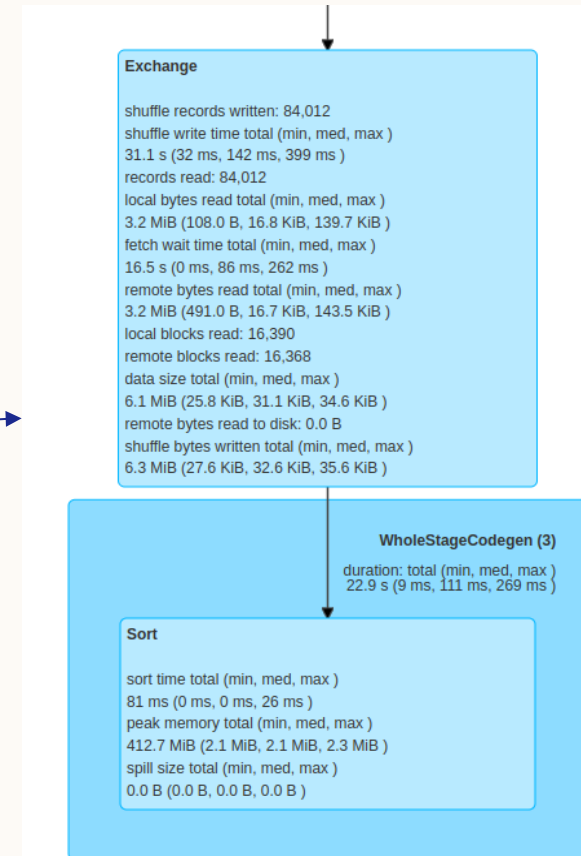 Exchange
shuffle records written: 84,012
shuffle write time total (min, med, max )
31.1 s (32 ms, 142 ms, 399 ms )
records read: 84,012
local bytes read total (min, med, max )
3.2 MiB (108.0 B, 16.8 KiB, 139.7 KiB )
fetch wait time total (min, med, max )
16.5 s (0 ms, 86 ms, 262 ms )
remote bytes read total (min, med, max )
3.2 MiB (491.0 B, 16.7 KiB, 143.5 KiB )
local blocks read: 16,390
remote blocks read: 16,368
data size total (min, med, max )
6.1 MiB (25.8 KiB, 31.1 KiB, 34.6 KiB )
remote bytes read to disk: 0.0 B
shuffle bytes written total (min, med, max )
6.3 MiB (27.6 KiB, 32.6 KiB, 35.6 KiB )
WholeStageCodegen (3)
duration: total (min, med, max )
22.9 s (9 ms, 111 ms, 269 ms )
Sort
sort time total (min, med, max )
81 ms (0 ms, 0 ms, 26 ms )
peak memory total (min, med, max )
412.7 MiB (2.1 MiB, 2.1 MiB, 2.3 MiB )
spill size total (min, med, max )
0.0 B (0.0 B, 0.0 B, 0.0 B )